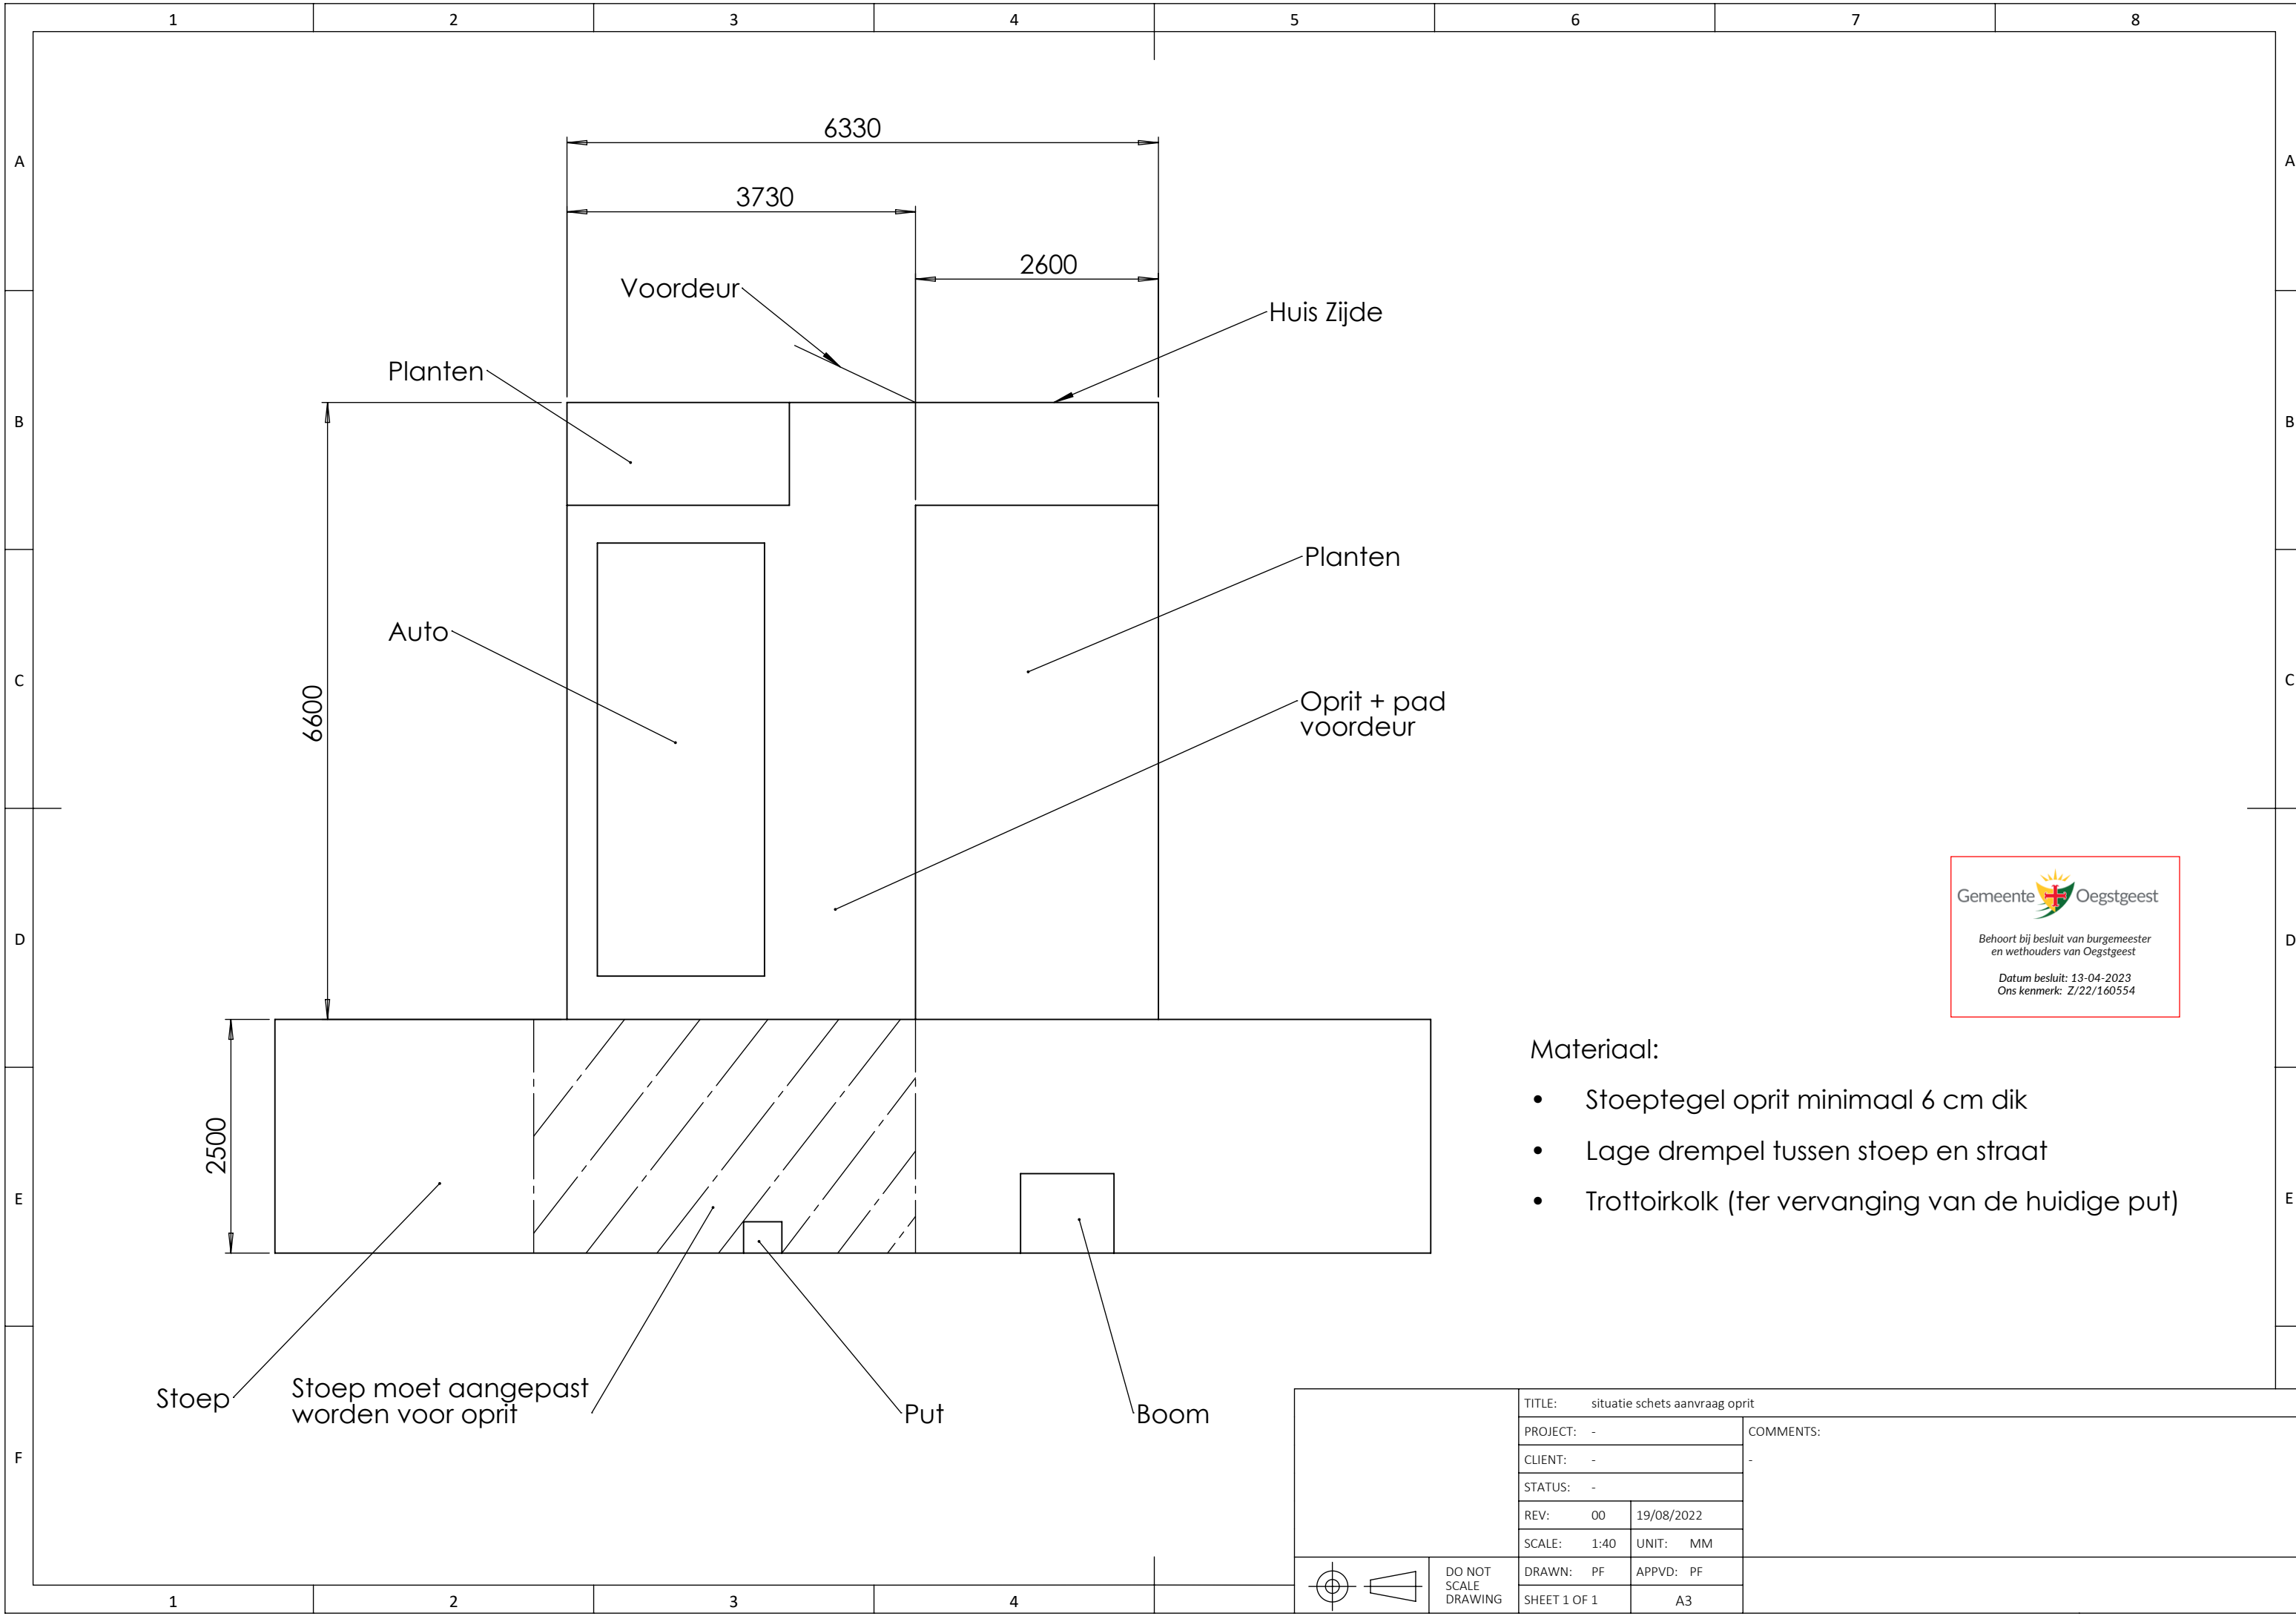 1 2 3 4 5 6 7 8
6330
A A
3730
2600
Voordeur
Huis Zijde
Planten
B B
Planten
Auto
C C
6600
Oprit + pad
voordeur
Gemeente Oegstgeest
Behoort bij besluit van burgemeester
en wethouders van Oegstgeest
Datum besluit: 13-04-2023
Ons kenmerk: Z/22/160554
D D
Materiaal:
• Stoeptegel oprit minimaal 6 cm dik
• Lage drempel tussen stoep en straat
• Trottoirkolk (ter vervanging van de huidige put)
2500
E E
Stoep
Stoep moet aangepast
worden voor oprit
Put
Boom
F
TITLE: situatie schets aanvraag oprit
PROJECT: -
COMMENTS:
CLIENT: -
-
STATUS: -
REV: 00 19/08/2022
SCALE: 1:40 UNIT: MM
DO NOT
SCALE
DRAWING
DRAWN: PF APPVD: PF
SHEET 1 OF 1 A3
1 2 3 4